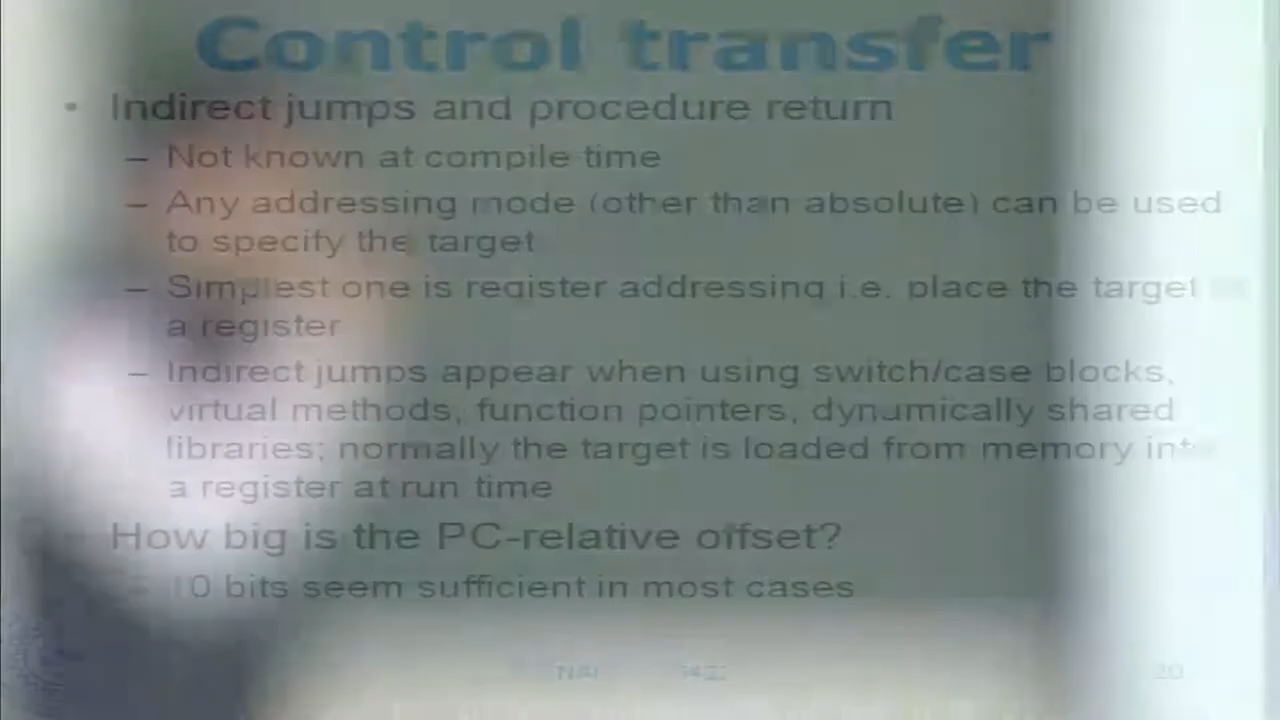 Control transfer
• Indirect jumps and procedure return
– Not known at compile time
– Any addressing mode (other than absolute) can be used
to specify the target
– Simplest one is register addressing i.e. place the target
a register
– Indirect jumps appear when using switch/case blocks,
virtual methods, function pointers, dynamically shared
libraries; normally the target is loaded from memory into
a register at run time
How big is the PC-relative offset?
– 10 bits seem sufficient in most cases
20